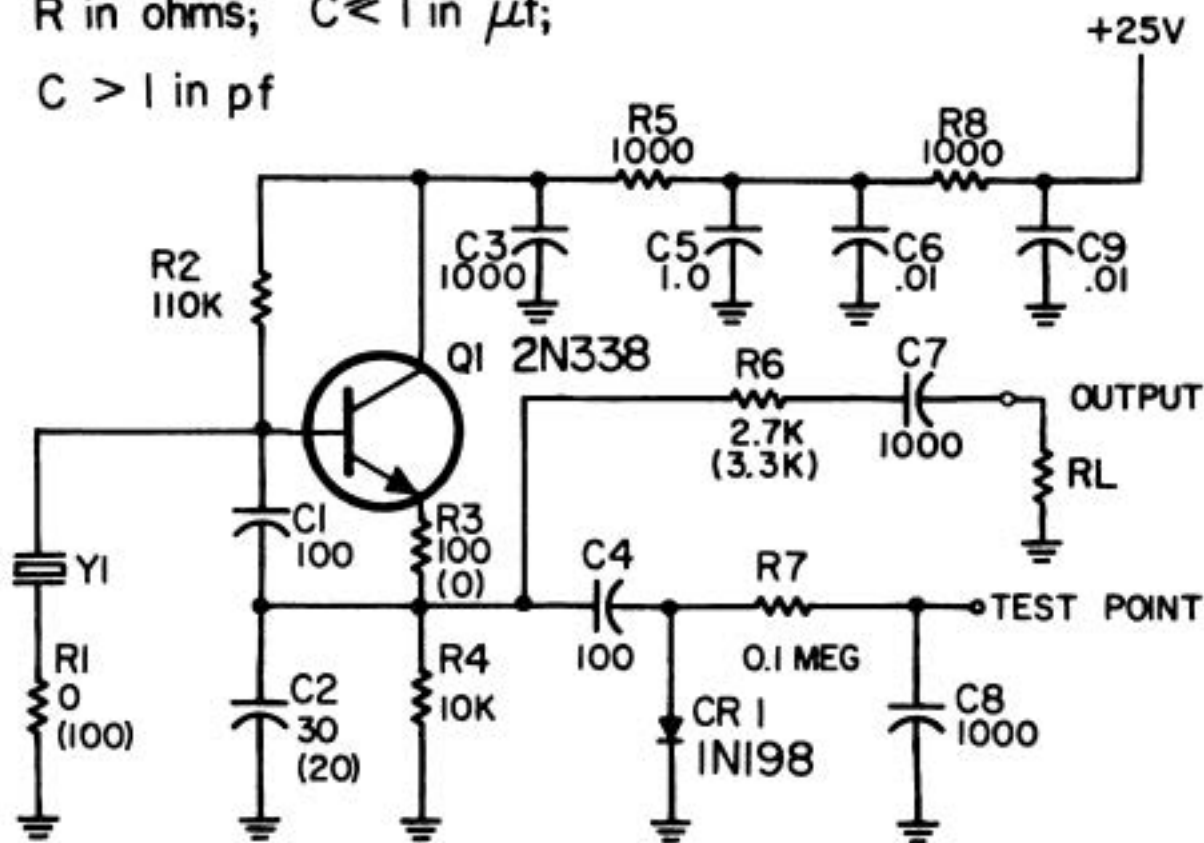 R in ohms; C< 1 in μf;
C > 1 in pf
+25V
R5
1000
R8
1000
R2
110K
C3
1000
C5
1.0
C6
.01
C9
.01
Q1 2N338
R6
2.7K
(3.3K)
C7
1000
OUTPUT
RL
C1
100
R3
100
(0)
Y1
C4
100
R7
0.1 MEG
TEST POINT
R1
0
(100)
C2
30
(20)
R4
10K
CR 1
1N198
C8
1000